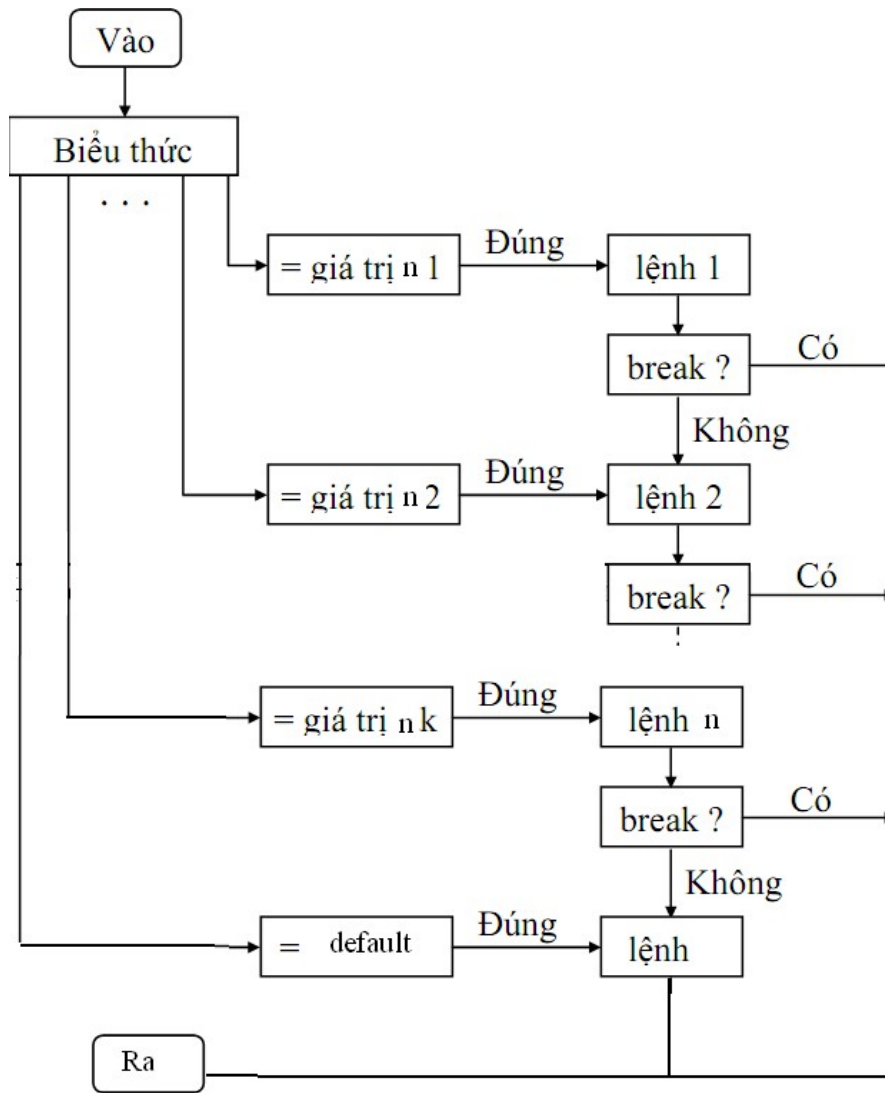 Vào
Biểu thức
. . .
= giá trị n 1
Đúng
lệnh 1
break ?
Có
Không
= giá trị n 2
Đúng
lệnh 2
break ?
Có
= giá trị n k
Đúng
lệnh n
break ?
Có
Không
= default
Đúng
lệnh
Ra